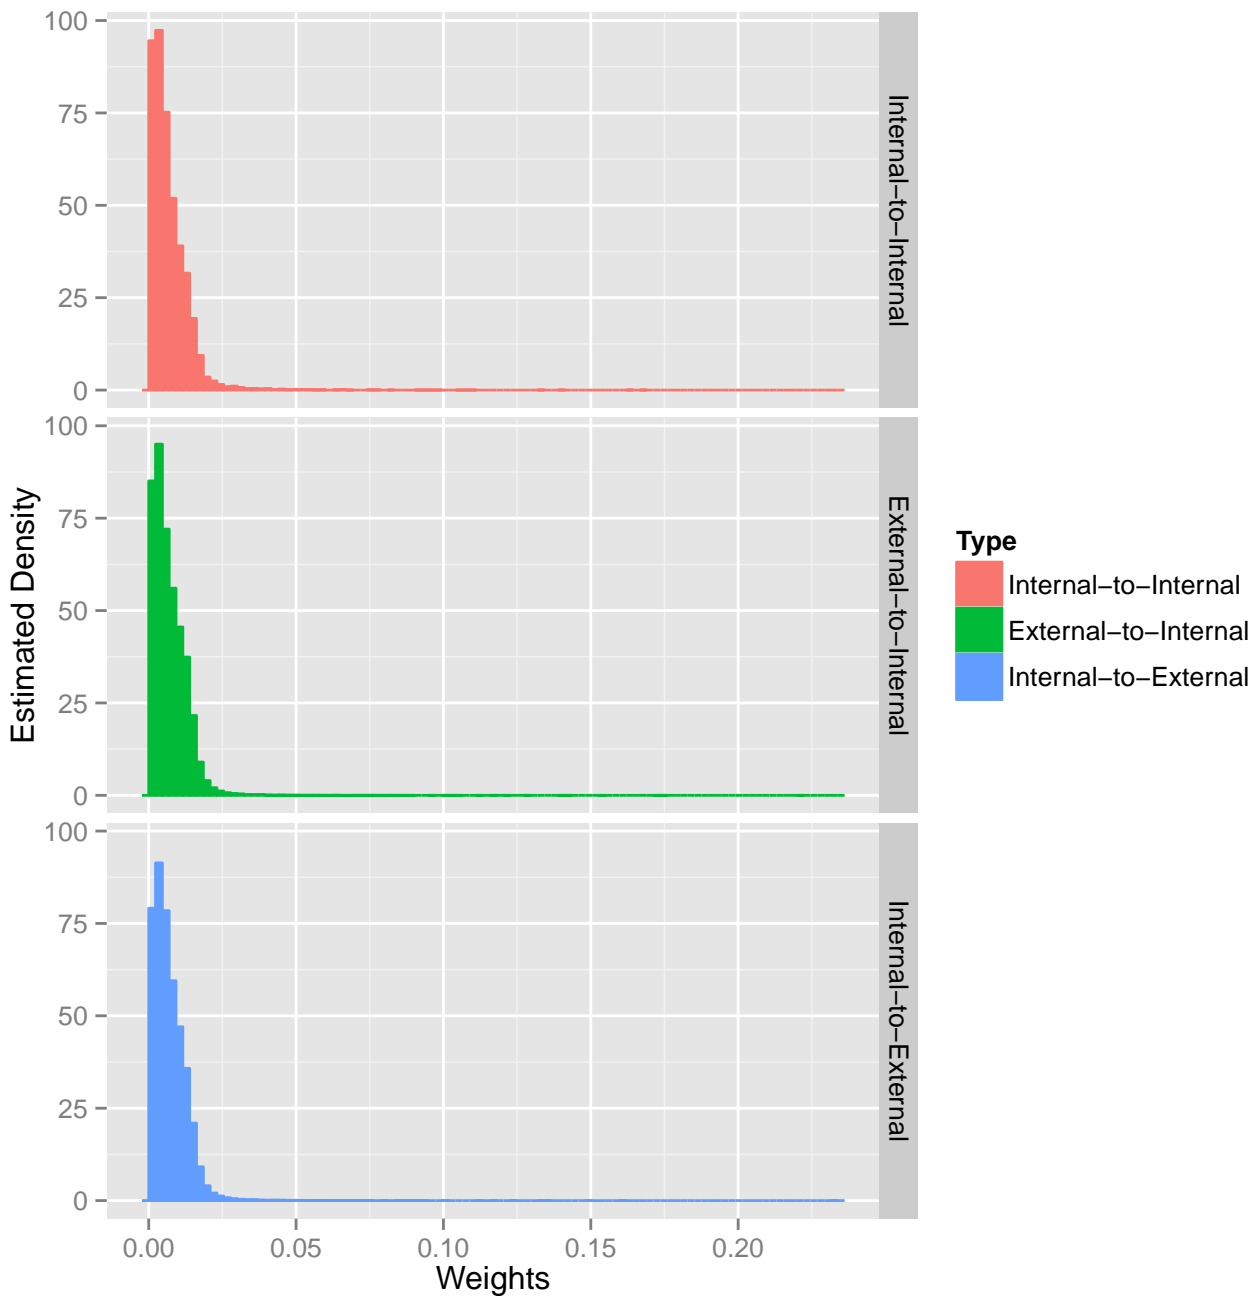 100
75
50
25
0
Internal−to−Internal
100
75
50
25
0
External−to−Internal
100
75
50
25
0
Internal−to−External
0.00
0.05
0.10
0.15
0.20
Weights
Estimated Density
Type
Internal−to−Internal
External−to−Internal
Internal−to−External